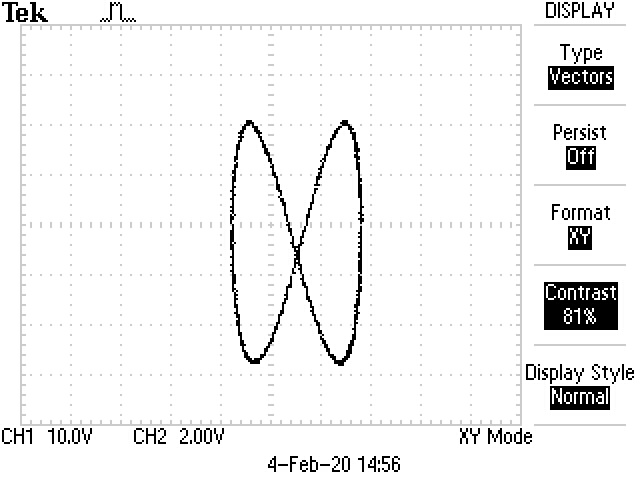 Tek
DISPLAY
Type
Vectors
Persist
Off
Format
XY
Contrast
81%
Display Style
Normal
CH1 10.0V CH2 2.00V XY Mode
4-Feb-20 14:56